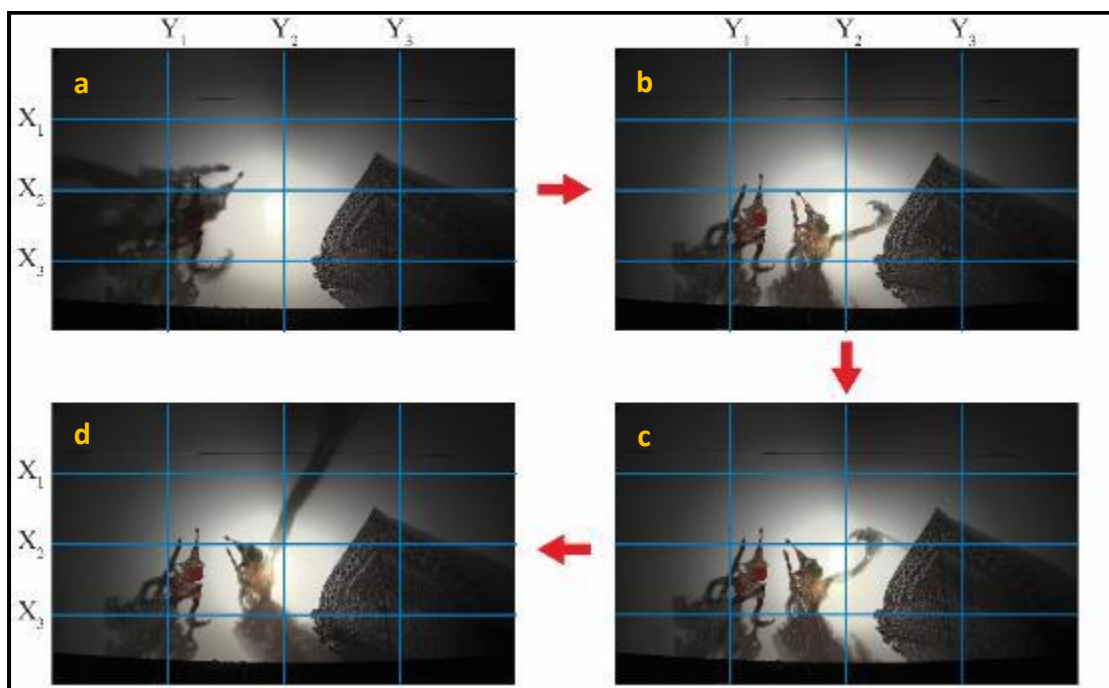 Y₁ Y₂ Y₃ Y₁ Y₂ Y₃
a b
X₁
X₂
X₃
d c
X₁
X₂
X₃